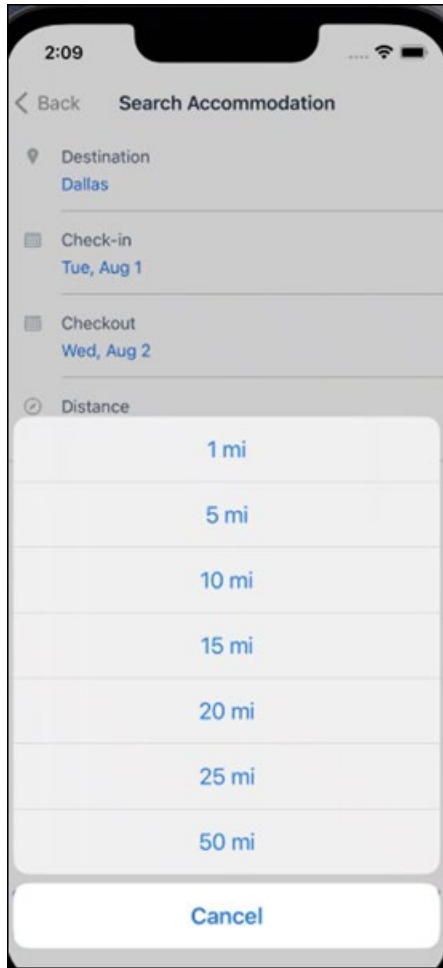 2:09
Back Search Accommodation
Destination
Dallas
Check-in
Tue, Aug 1
Checkout
Wed, Aug 2
Distance
1 mi
5 mi
10 mi
15 mi
20 mi
25 mi
50 mi
Cancel